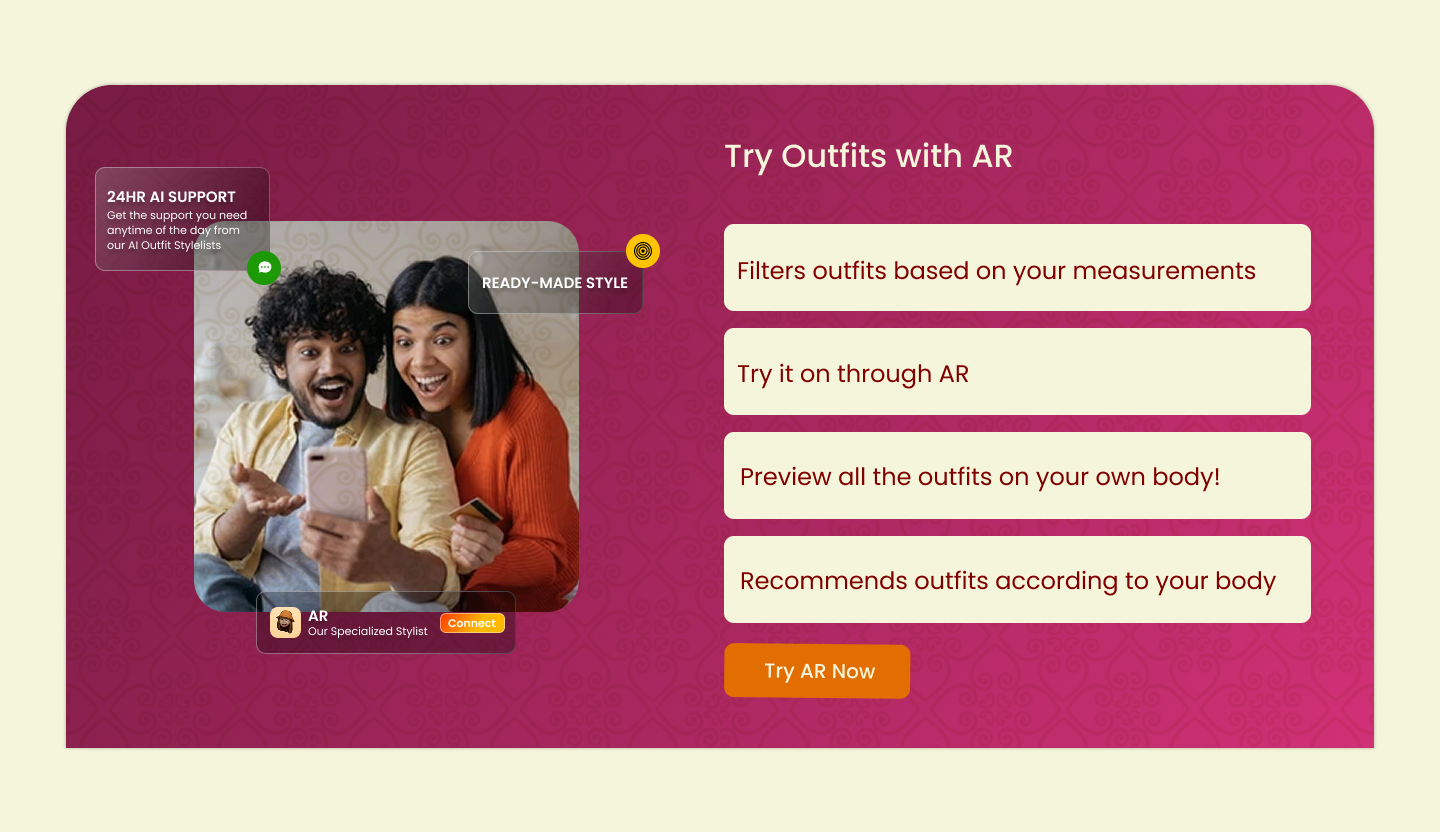 Try Outfits with AR
24HR AI SUPPORT
Get the support you need
anytime of the day from
our AI Outfit Stylelists
READY-MADE STYLE
Filters outfits based on your measurements
Try it on through AR
Preview all the outfits on your own body!
Recommends outfits according to your body
AR
Our Specialized Stylist
Connect
Try AR Now